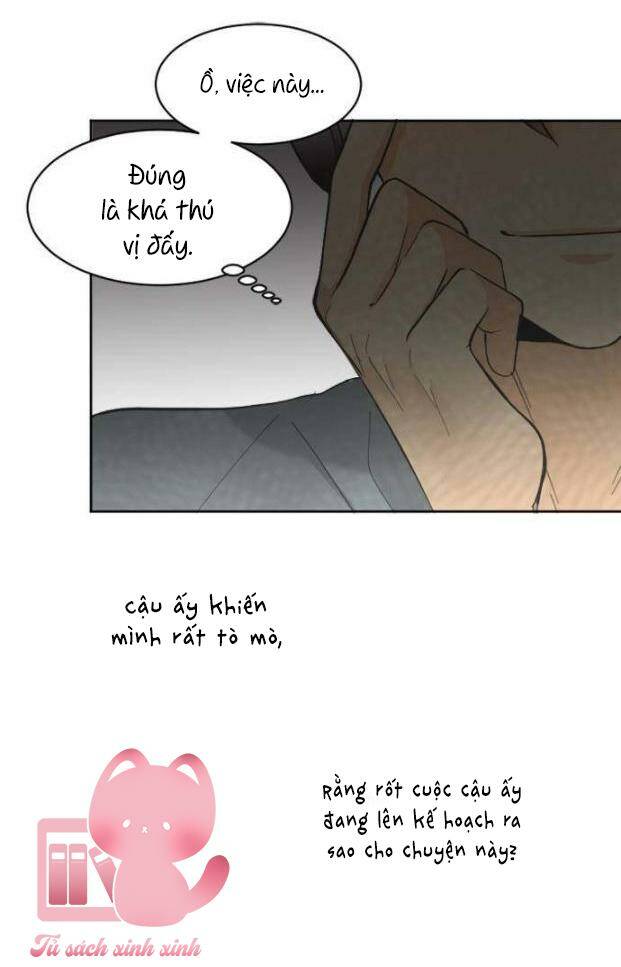 Ồ, việc này...
Đúng
là khá thú
vị đấy.
cậu ấy khiến
mình rất tò mò,
Rằng rốt cuộc cậu ấy
đang lên kế hoạch ra
sao cho chuyện này?
Tủ sách xinh xinh